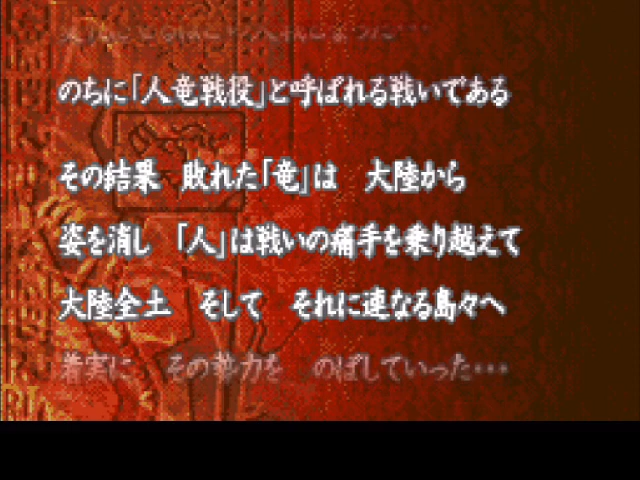 のちに「人竜戦役」と呼ばれる戦いである
その結果　敗れた「竜」は　大陸から
姿を消し　「人」は戦いの痛手を乗り越えて
大陸全土　そして　それに連なる島々へ
着実に　その勢力を　のばしていった・・・